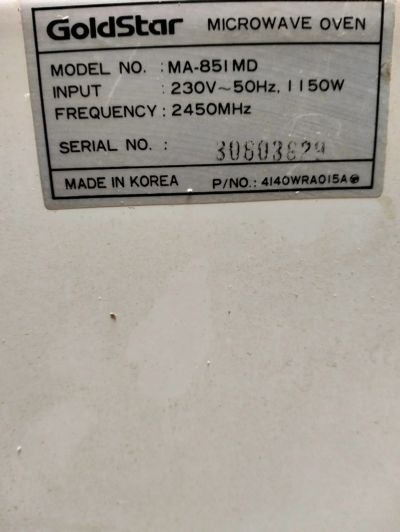 GoldStar MICROWAVE OVEN
MODEL NO. : MA-851MD
INPUT : 230V~50Hz, 1150W
FREQUENCY : 2450MHz
SERIAL NO. : 30603829
MADE IN KOREA P/NO.: 4140WRA015A